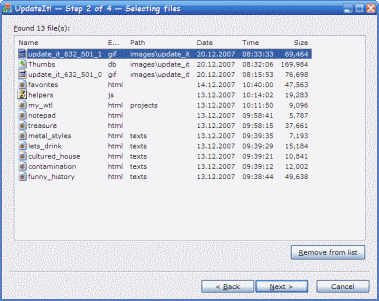 UpdateIt! — Step 2 of 4 — Selecting files
Found 13 file(s):
Name E... Path Date Time Size
update_it_632_501_1 gif images\update_it 20.12.2007 08:33:33 69,464
Thumbs db images\update_it 20.12.2007 08:32:06 169,984
update_it_632_501_0 gif images\update_it 20.12.2007 08:15:53 76,698
favorites html 14.12.2007 10:40:00 47,563
helpers js 13.12.2007 10:14:02 19,283
my_wtl html projects 13.12.2007 10:11:50 9,096
notepad html 13.12.2007 09:58:41 5,787
treasure html 13.12.2007 09:58:15 37,661
metal_styles html texts 13.12.2007 09:39:35 7,193
lets_drink html texts 13.12.2007 09:39:29 15,184
cultured_house html texts 13.12.2007 09:39:21 10,841
contamination html texts 13.12.2007 09:39:12 12,002
funny_history html texts 13.12.2007 09:38:44 49,638
Remove from list
< Back Next > Cancel